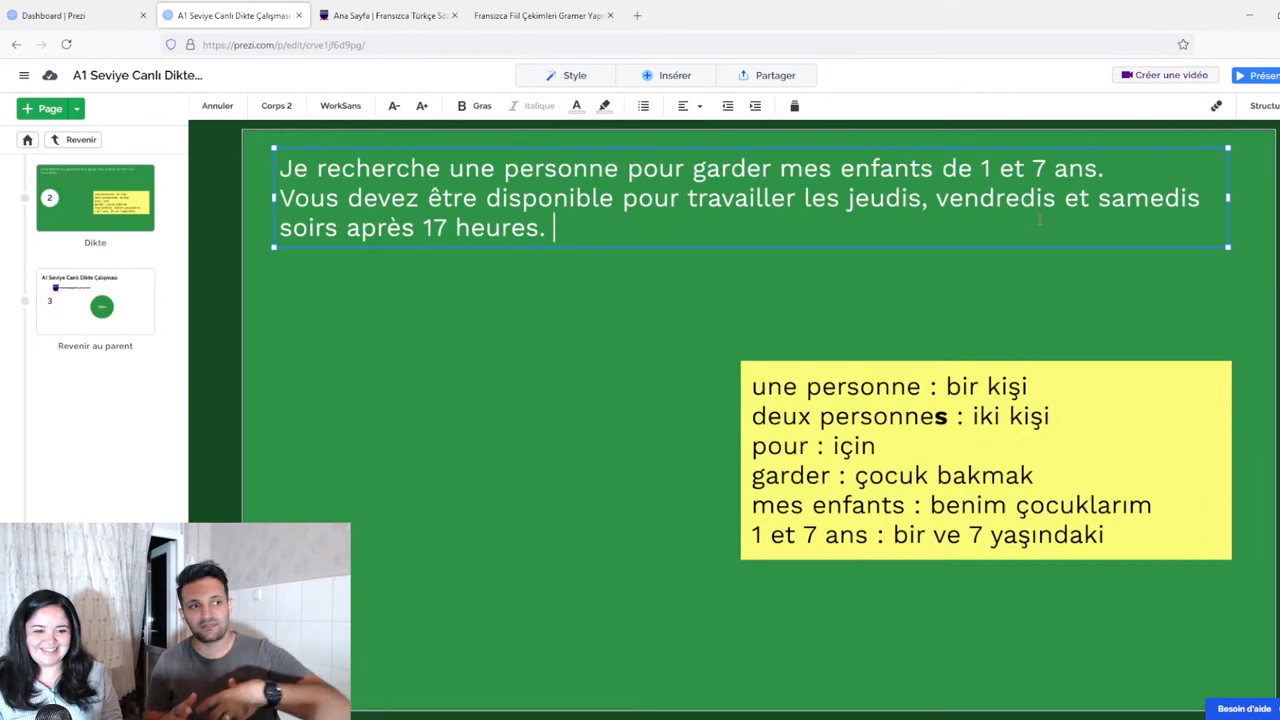 Dashboard | Prezi
A1 Seviye Canlı Dikte Çalışması
Ana Sayfa | Fransızca Türkçe Sö
Fransızca Fiil Çekimleri Gramer Yapı
https://prezi.com/p/edit/crve1jf6d9pg/
A1 Seviye Canlı Dikte...
Style
Insérer
Partager
Créer une vidéo
Présen
Page
Annuler
Corps 2
WorkSans
A-
A+
B Gras
I Italique
A
Structu
Revenir
2
Dikte
A1 Seviye Canlı Dikte Çalışması
3
Revenir au parent
Je recherche une personne pour garder mes enfants de 1 et 7 ans.
Vous devez être disponible pour travailler les jeudis, vendredis et samedis
soirs après 17 heures.
une personne : bir kişi
deux personnes : iki kişi
pour : için
garder : çocuk bakmak
mes enfants : benim çocuklarım
1 et 7 ans : bir ve 7 yaşındaki
Besoin d'aide